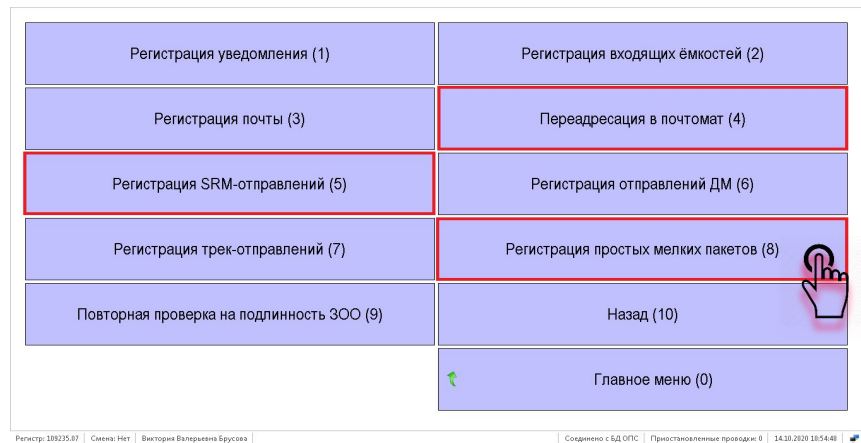 Регистрация уведомления (1)
Регистрация входящих ёмкостей (2)
Регистрация почты (3)
Переадресация в почтомат (4)
Регистрация SRM-отправлений (5)
Регистрация отправлений ДМ (6)
Регистрация трек-отправлений (7)
Регистрация простых мелких пакетов (8)
Повторная проверка на подлинность ЗОО (9)
Назад (10)
Главное меню (0)
Регистр: 109235.07 Смена: Нет Виктория Валерьевна Брусова Соединено с БД ОПС Приостановленные проводки: 0 14.10.2020 10:54:48